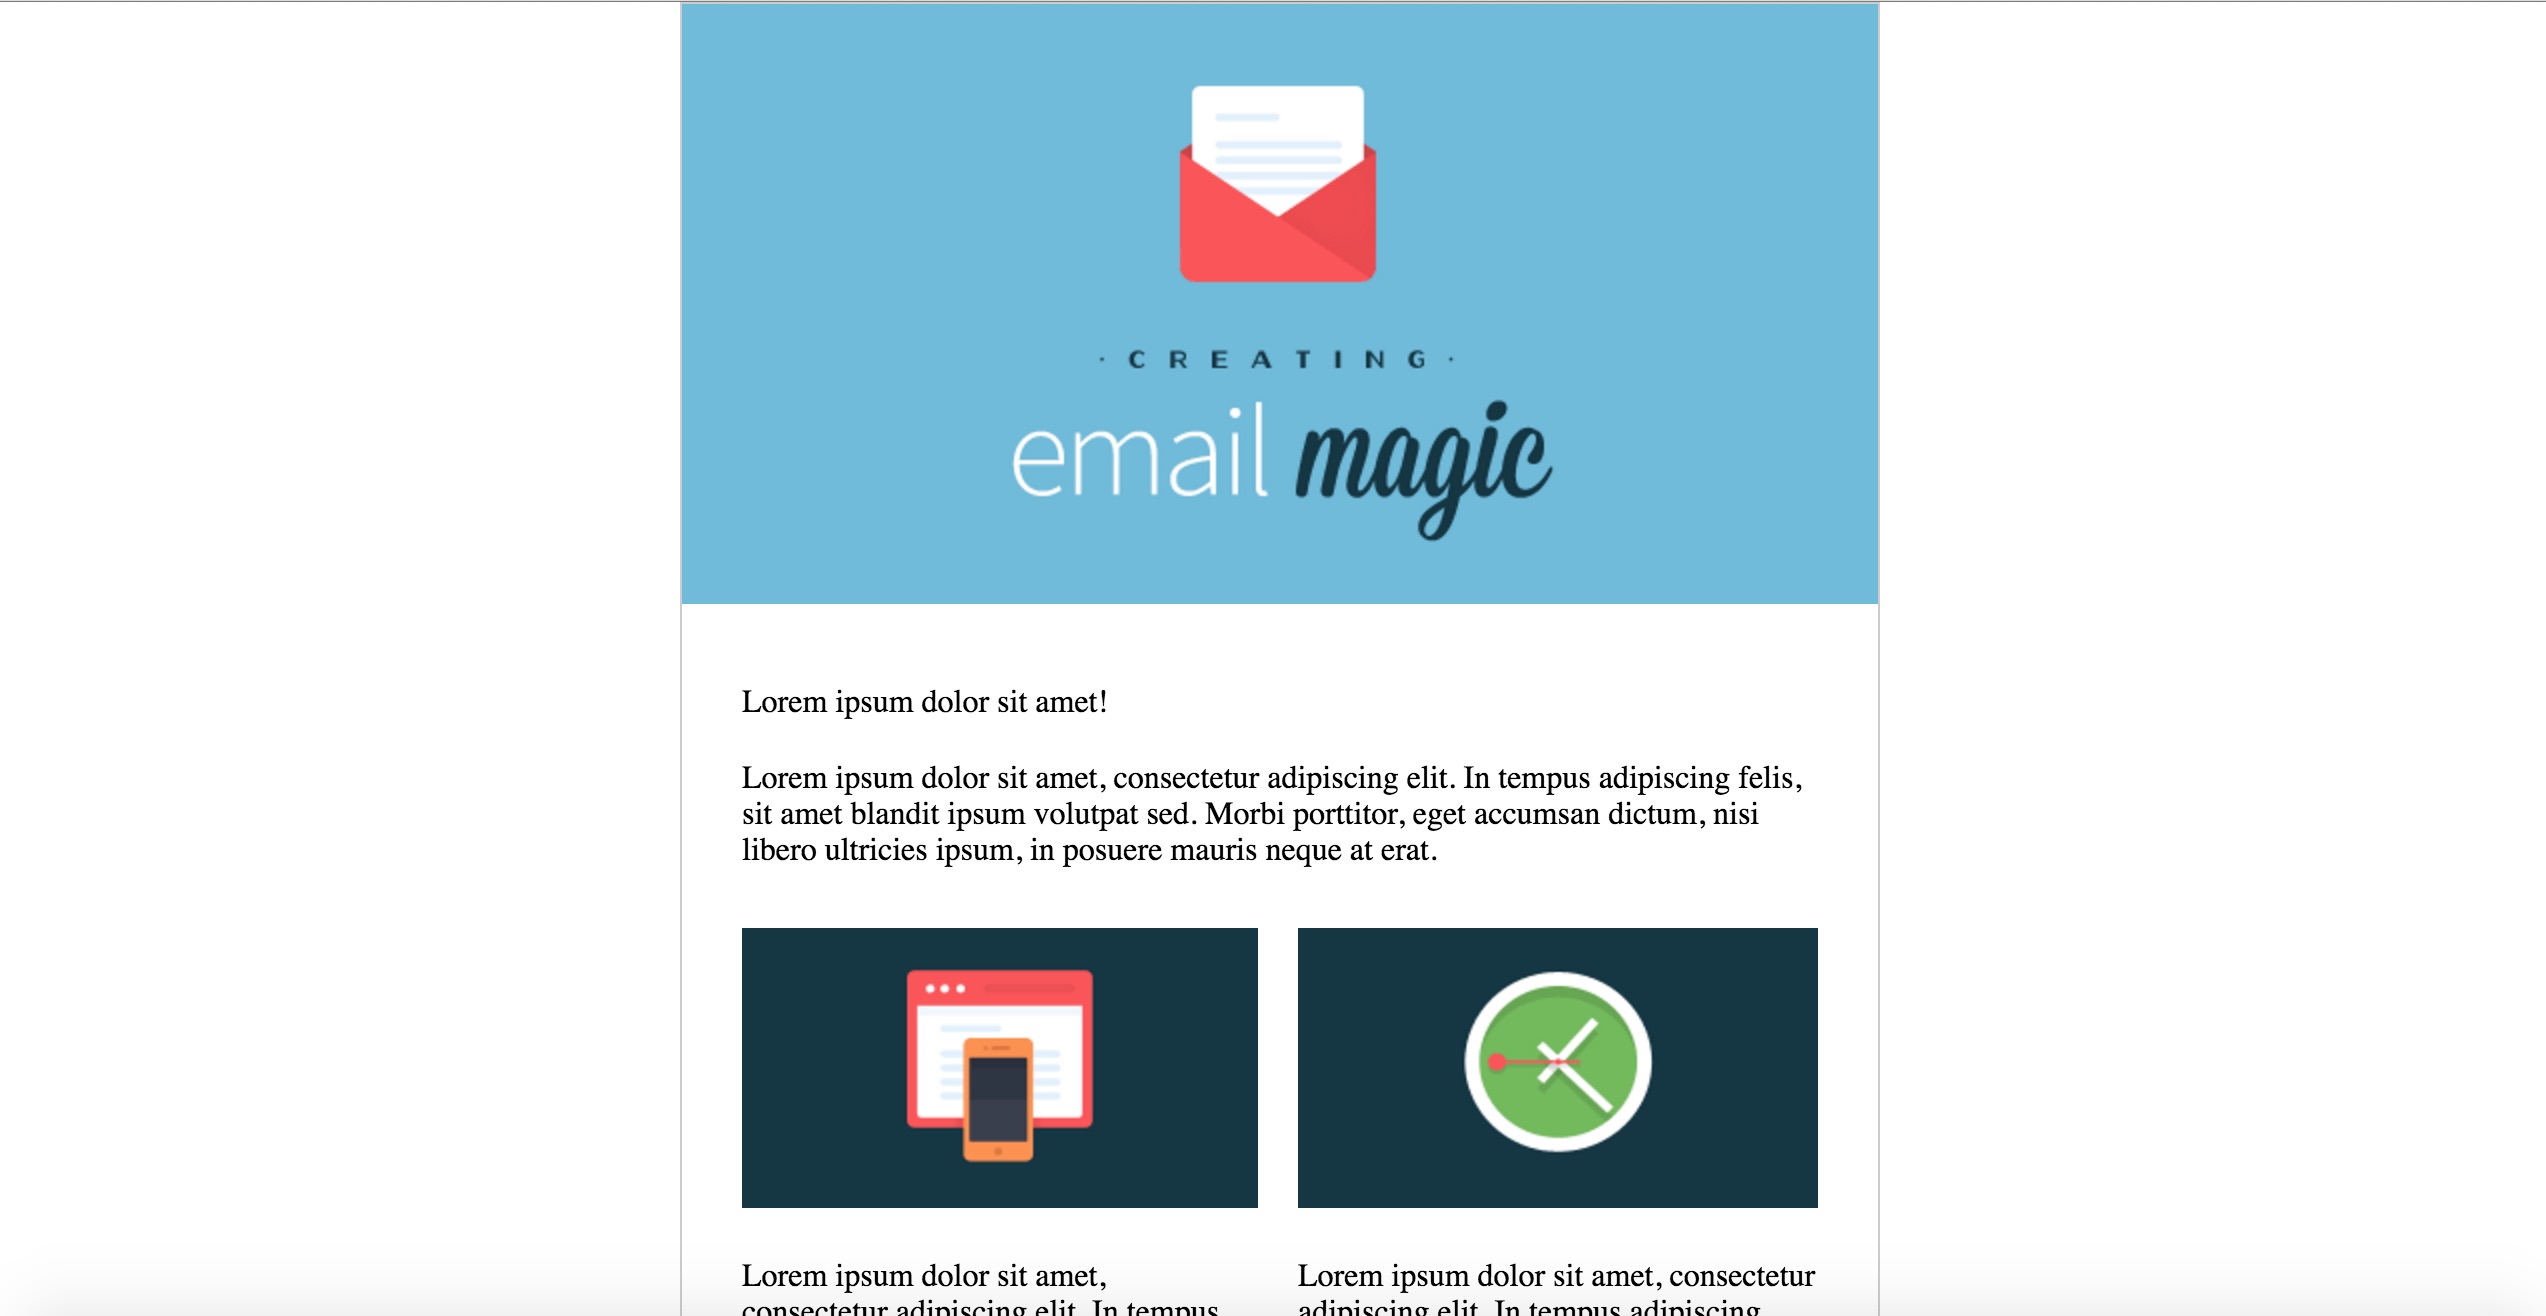 · CREATING ·
email magic
Lorem ipsum dolor sit amet!
Lorem ipsum dolor sit amet, consectetur adipiscing elit. In tempus adipiscing felis,
sit amet blandit ipsum volutpat sed. Morbi porttitor, eget accumsan dictum, nisi
libero ultricies ipsum, in posuere mauris neque at erat.
Lorem ipsum dolor sit amet,
consectetur adipiscing elit. In tempus
Lorem ipsum dolor sit amet, consectetur
adipiscing elit. In tempus adipiscing